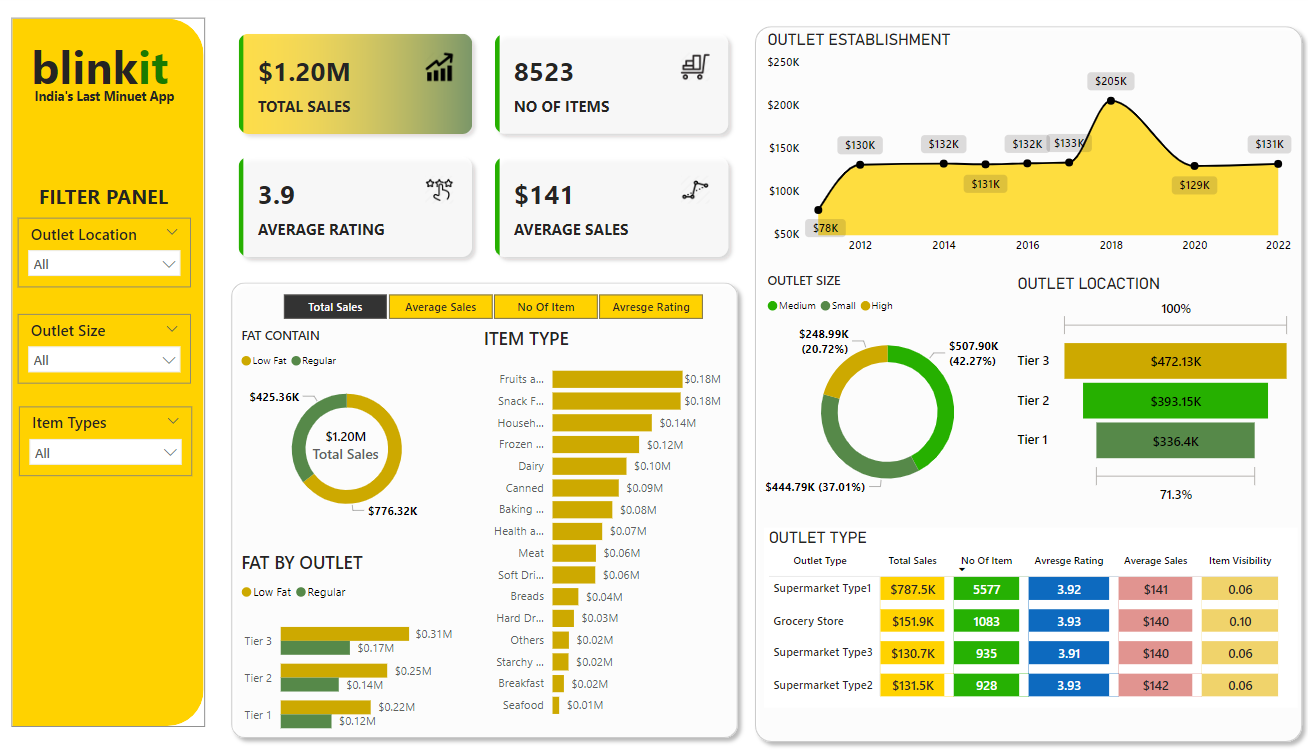 blinkit
India's Last Minuet App
FILTER PANEL
Outlet Location
All
Outlet Size
All
Item Types
All
$1.20M
TOTAL SALES
8523
NO OF ITEMS
3.9
AVERAGE RATING
$141
AVERAGE SALES
Total Sales
Average Sales
No Of Item
Avresge Rating
FAT CONTAIN
Low Fat Regular
$425.36K
$1.20M
Total Sales
$776.32K
FAT BY OUTLET
Low Fat Regular
Tier 3 $0.31M
$0.17M
Tier 2 $0.25M
$0.14M
Tier 1 $0.22M
$0.12M
ITEM TYPE
Fruits a... $0.18M
Snack F... $0.18M
Househ... $0.14M
Frozen ... $0.12M
Dairy $0.10M
Canned $0.09M
Baking ... $0.08M
Health a... $0.07M
Meat $0.06M
Soft Dri... $0.06M
Breads $0.04M
Hard Dr... $0.03M
Others $0.02M
Starchy ... $0.02M
Breakfast $0.02M
Seafood $0.01M
OUTLET ESTABLISHMENT
$250K
$200K
$150K
$100K
$50K
$78K
$130K
$132K
$131K
$132K
$133K
$205K
$129K
$131K
2012 2014 2016 2018 2020 2022
OUTLET SIZE
Medium Small High
$248.99K
(20.72%)
$507.90K
(42.27%)
$444.79K (37.01%)
OUTLET LOCACTION
100%
Tier 3 $472.13K
Tier 2 $393.15K
Tier 1 $336.4K
71.3%
OUTLET TYPE
Outlet Type Total Sales No Of Item Avresge Rating Average Sales Item Visibility
Supermarket Type1 $787.5K 5577 3.92 $141 0.06
Grocery Store $151.9K 1083 3.93 $140 0.10
Supermarket Type3 $130.7K 935 3.91 $140 0.06
Supermarket Type2 $131.5K 928 3.93 $142 0.06